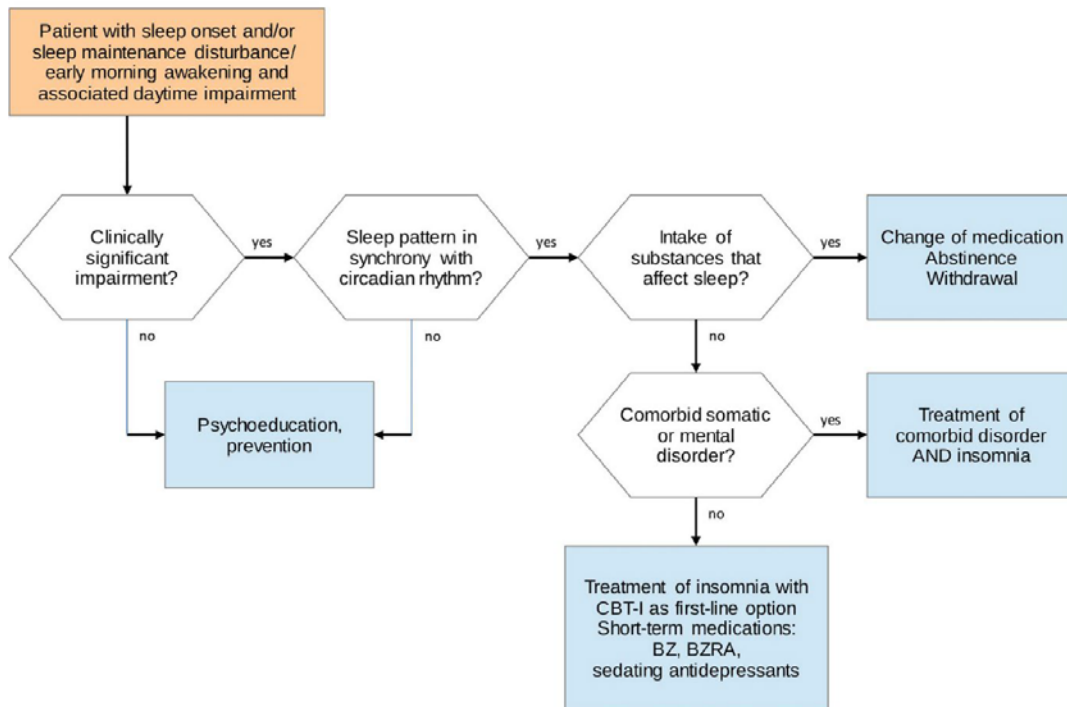 Patient with sleep onset and/or
sleep maintenance disturbance/
early morning awakening and
associated daytime impairment
Clinically
significant
impairment?
yes
Sleep pattern in
synchrony with
circadian rhythm?
yes
Intake of
substances that
affect sleep?
yes
Change of medication
Abstinence
Withdrawal
no
no
no
Psychoeducation,
prevention
Comorbid somatic
or mental
disorder?
yes
Treatment of
comorbid disorder
AND insomnia
no
Treatment of insomnia with
CBT-I as first-line option
Short-term medications:
BZ, BZRA,
sedating antidepressants